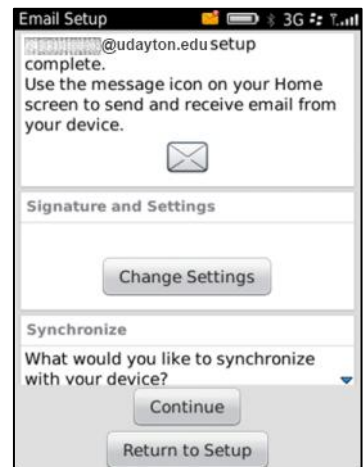 Email Setup 3G
@udayton.edu setup
complete.
Use the message icon on your Home
screen to send and receive email from
your device.
Signature and Settings
Change Settings
Synchronize
What would you like to synchronize
with your device?
Continue
Return to Setup